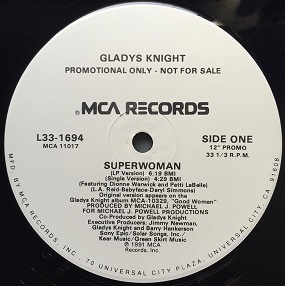 GLADYS KNIGHT
PROMOTIONAL ONLY - NOT FOR SALE
MCA RECORDS
L33-1694
MCA 11017
SIDE ONE
12" PROMO
33 1/3 R.P.M.
SUPERWOMAN
(LP Version) 6:19 BMI
(Single Version) 4:29 BMI
(Featuring Dionne Warwick and Patti LaBelle)
(L.A. Reid-Babyface-Daryl Simmons)
(Original version appears on the
Gladys Knight album MCA-10329, "Good Woman"
PRODUCED BY MICHAEL J. POWELL
FOR MICHAEL J. POWELL PRODUCTIONS
Co-Produced by Gladys Knight
Executive Producers: Jimmy Newman,
Gladys Knight and Barry Hankerson
Sony Epic/Solar Songs, Inc./
Kear Music/Green Skirt Music
℗ 1991 MCA
Records, Inc.
MFD. BY MCA RECORDS, INC., 70 UNIVERSAL CITY PLAZA, UNIVERSAL CITY, CA. 91608